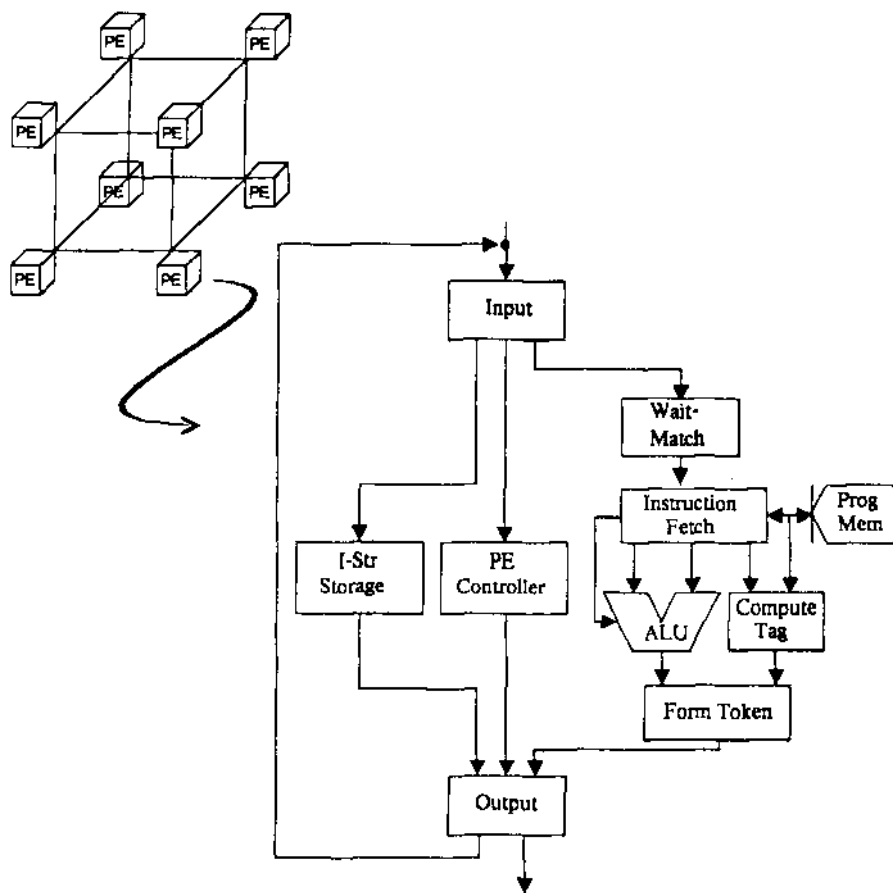 PE
PE
PE
PE
PE
PE
PE
PE
Input
Wait-
Match
Instruction
Fetch
Prog
Mem
I-Str
Storage
PE
Controller
ALU
Compute
Tag
Form Token
Output